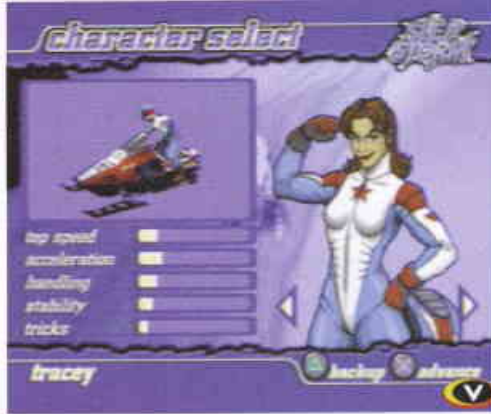 character select
top speed
acceleration
handling
stability
tricks
tracey
backup
advance
V